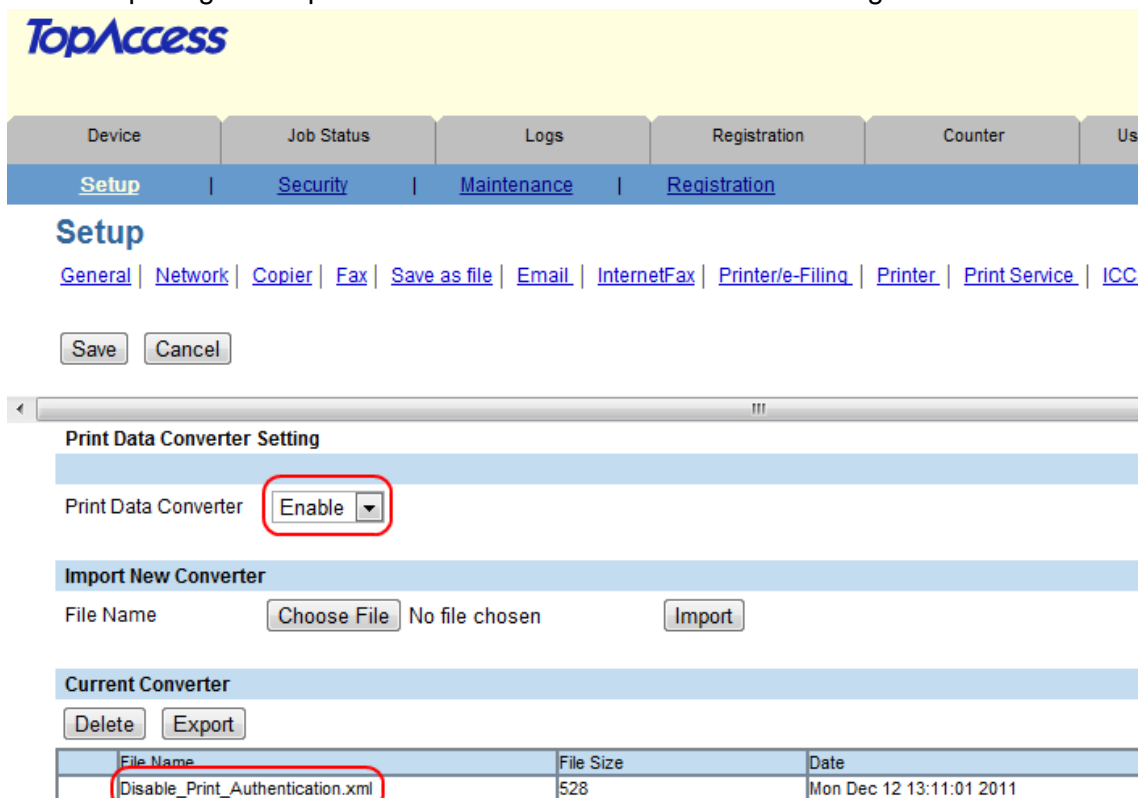 TopAccess
Device Job Status Logs Registration Counter Us
Setup | Security | Maintenance | Registration
Setup
General | Network | Copier | Fax | Save as file | Email | InternetFax | Printer/e-Filing | Printer | Print Service | ICC
Save Cancel
Print Data Converter Setting
Print Data Converter Enable
Import New Converter
File Name Choose File No file chosen Import
Current Converter
Delete Export
File Name File Size Date
Disable_Print_Authentication.xml 528 Mon Dec 12 13:11:01 2011